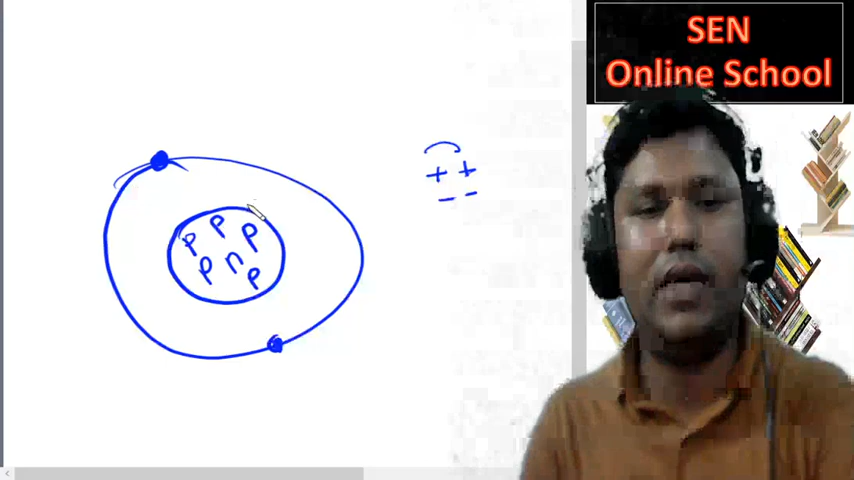 SEN
Online School
+ +
- -
p p p
p n p